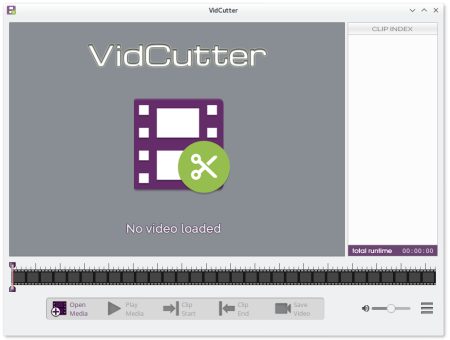 VidCutter
CLIP INDEX
VidCutter
No video loaded
total runtime 00:00:00
Open
Media
Play
Media
Clip
Start
Clip
End
Save
Video